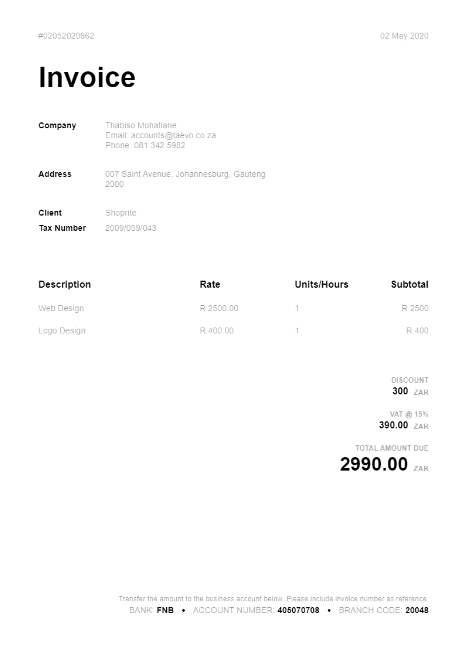 #02052020662 02 May 2020
Invoice
Company Thabiso Mohatlane
Email: accounts@taevo.co.za
Phone: 081 342 5982
Address 007 Saint Avenue, Johannesburg, Gauteng
2000
Client Shoprite
Tax Number 2009/059/043
Description Rate Units/Hours Subtotal
Web Design R 2500.00 1 R 2500
Logo Design R 400.00 1 R 400
DISCOUNT
300 ZAR
VAT @ 15%
390.00 ZAR
TOTAL AMOUNT DUE
2990.00 ZAR
Transfer the amount to the business account below. Please include invoice number as reference.
BANK: FNB • ACCOUNT NUMBER: 405070708 • BRANCH CODE: 20048